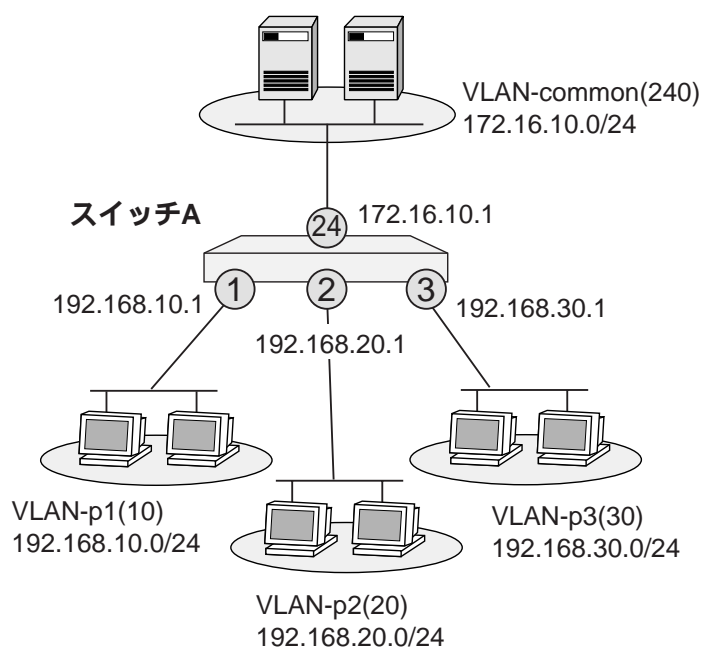 VLAN-common(240)
172.16.10.0/24
スイッチA
24
172.16.10.1
1
2
3
192.168.10.1
192.168.30.1
192.168.20.1
VLAN-p1(10)
192.168.10.0/24
VLAN-p3(30)
192.168.30.0/24
VLAN-p2(20)
192.168.20.0/24